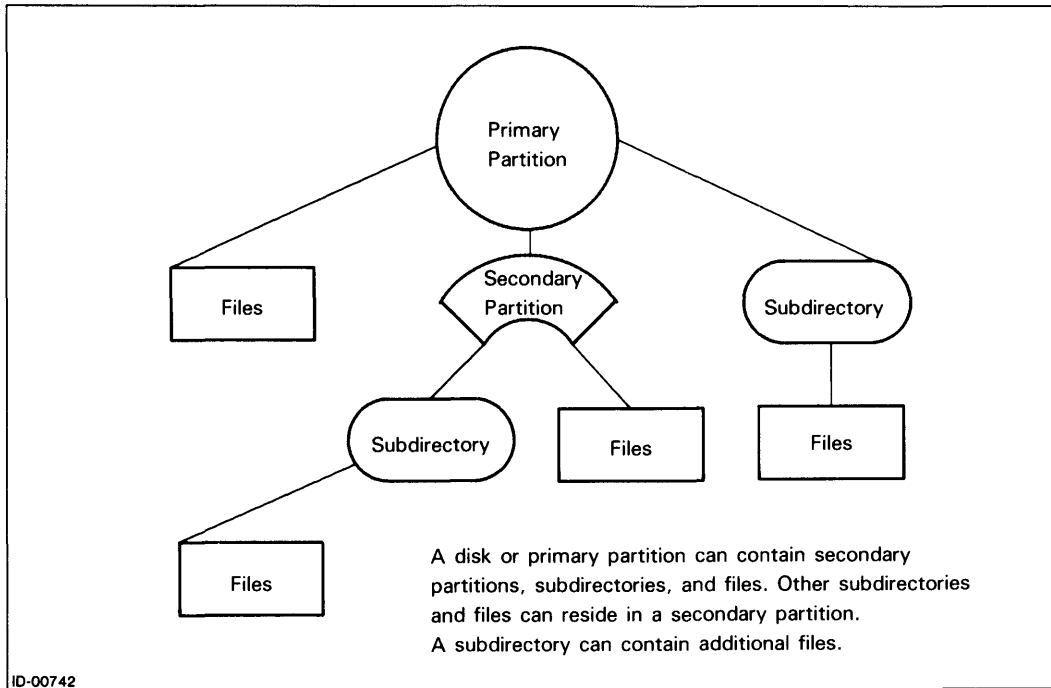 Primary
Partition
Files
Secondary
Partition
Subdirectory
Subdirectory
Files
Files
Files
A disk or primary partition can contain secondary
partitions, subdirectories, and files. Other subdirectories
and files can reside in a secondary partition.
A subdirectory can contain additional files.
ID-00742